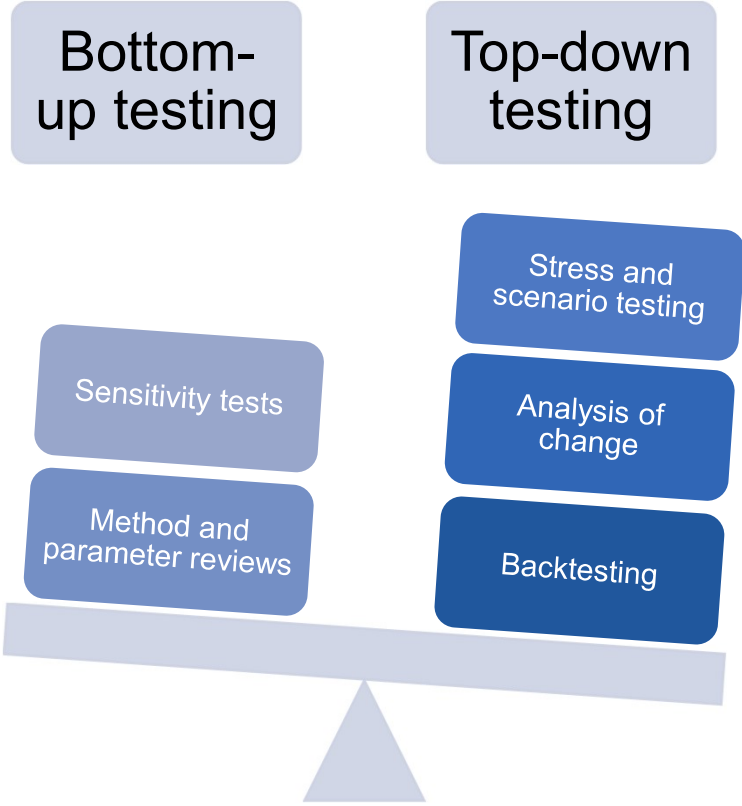 Bottom-
up testing
Top-down
testing
Stress and
scenario testing
Sensitivity tests
Analysis of
change
Method and
parameter reviews
Backtesting